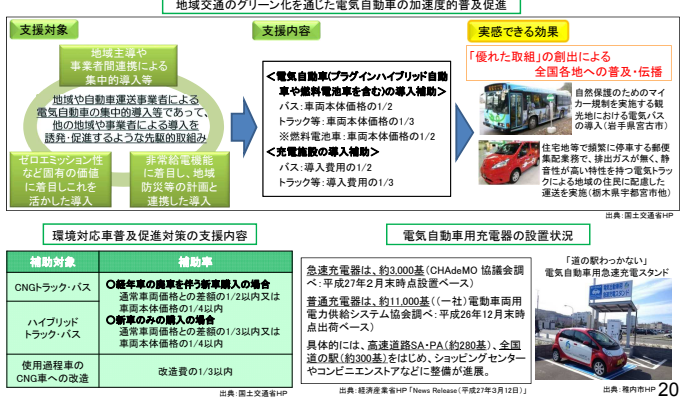 地域交通のグリーン化を通じた電気自動車の加速度的普及促進
支援対象
地域主導や
事業者間連携による
集中的導入等
地域や自動車運送事業者による
電気自動車の集中的導入等であって、
他の地域や事業者による導入を
誘発・促進するような先駆的取組み
ゼロエミッション性
など固有の価値
に着目しこれを
活かした導入
非常給電機能
に着目し、地域
防災等の計画と
連携した導入
支援内容
＜電気自動車(プラグインハイブリッド自動
車や燃料電池車を含む)の導入補助＞
バス：車両本体価格の1/2
トラック等：車両本体価格の1/3
※燃料電池車：車両本体価格の1/2
＜充電施設の導入補助＞
バス：導入費用の1/2
トラック等：導入費用の1/3
実感できる効果
「優れた取組」の創出による
全国各地への普及・伝播
自然保護のためのマイ
カー規制を実施する観
光地における電気バス
の導入(岩手県宮古市)
住宅地等で頻繁に停車する郵便
集配業務で、排出ガスが無く、静
音性が高い特性を持つ電気トラッ
クによる地域の住民に配慮した
運送を実施(栃木県宇都宮市他)
出典：国土交通省HP
環境対応車普及促進対策の支援内容
補助対象
補助率
CNGトラック・バス
ハイブリッド
トラック・バス
○経年車の廃車を伴う新車購入の場合
通常車両価格との差額の1/2以内又は
車両本体価格の1/4以内
○新車のみの購入の場合
通常車両価格との差額の1/3以内又は
車両本体価格の1/4以内
使用過程車の
CNG車への改造
改造費の1/3以内
出典：国土交通省HP
電気自動車用充電器の設置状況
急速充電器は、約3,000基(CHAdeMO 協議会調
べ：平成27年2月末時点設置ベース)
普通充電器は、約11,000基((一社)電動車両用
電力供給システム協会調べ：平成26年12月末時
点出荷ベース)
具体的には、高速道路SA・PA(約280基)、全国
道の駅(約300基)をはじめ、ショッピングセンター
やコンビニエンスストアなどに整備が進展。
出典：経済産業省HP「News Release(平成27年3月12日)」
「道の駅わっかない」
電気自動車用急速充電スタンド
出典：稚内市HP
20